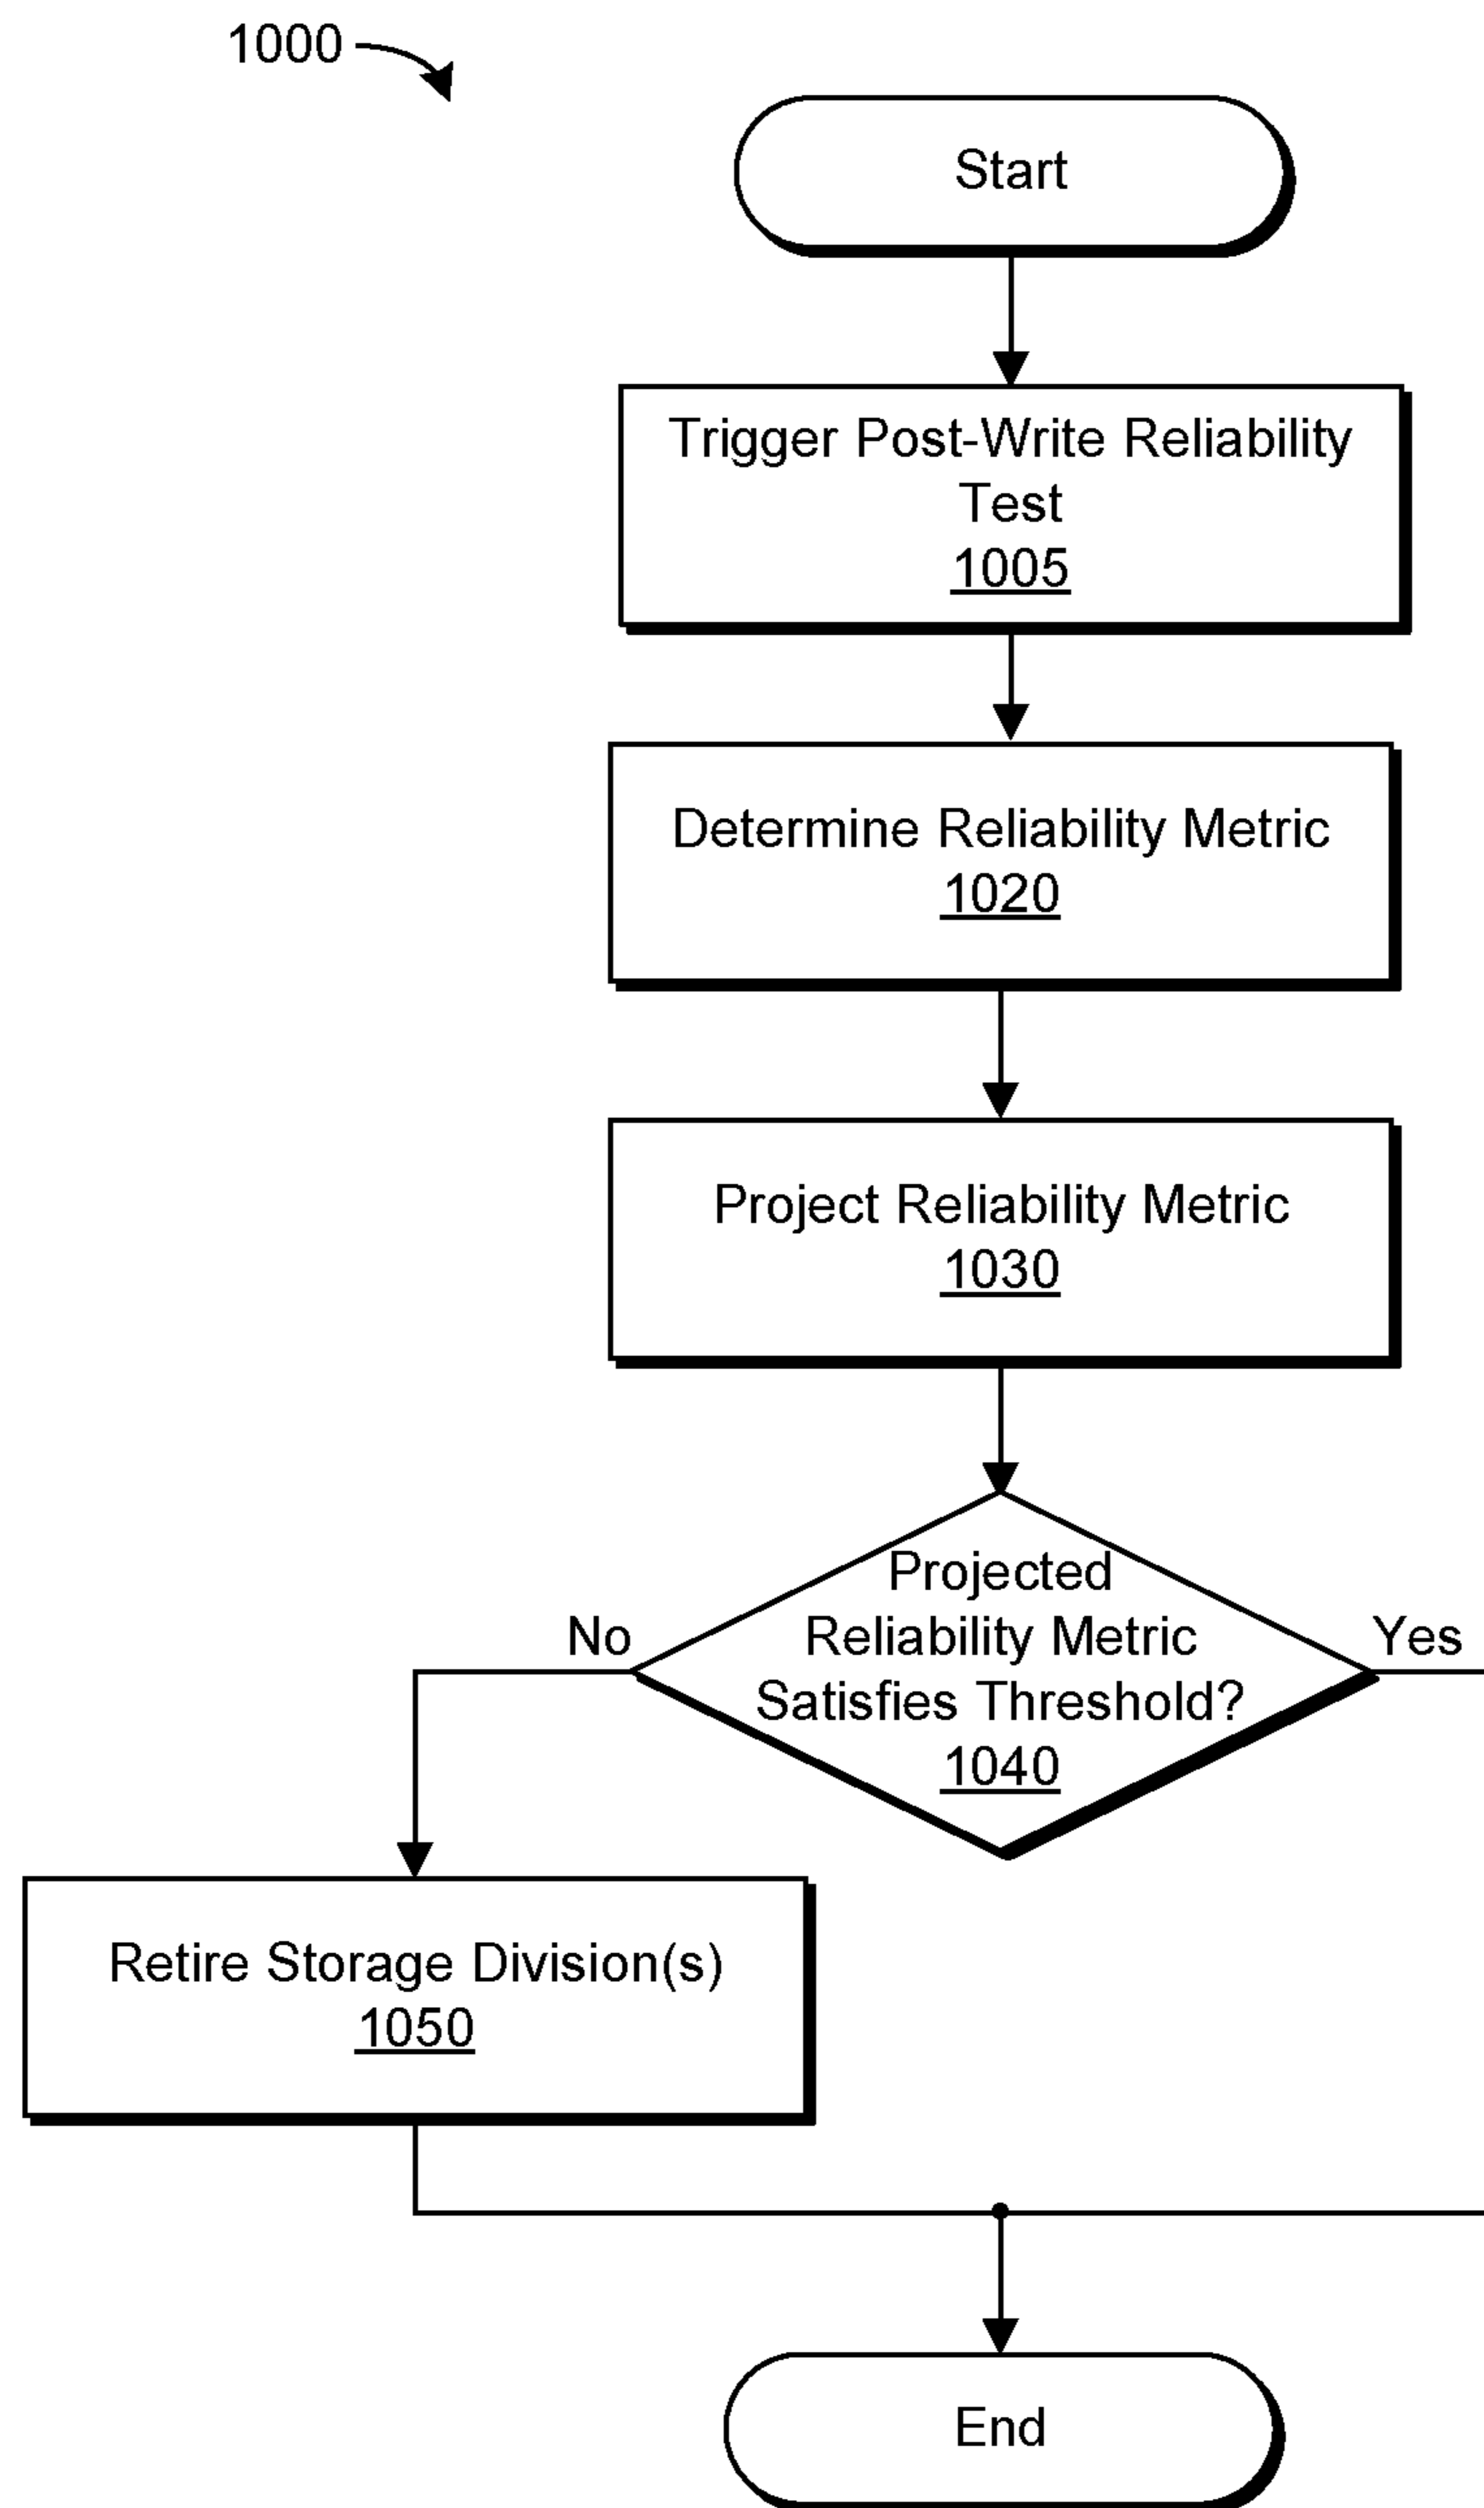 1000
Start
Trigger Post-Write Reliability
Test
1005
Determine Reliability Metric
1020
Project Reliability Metric
1030
Projected
Reliability Metric
Satisfies Threshold?
1040
No
Yes
Retire Storage Division(s)
1050
End